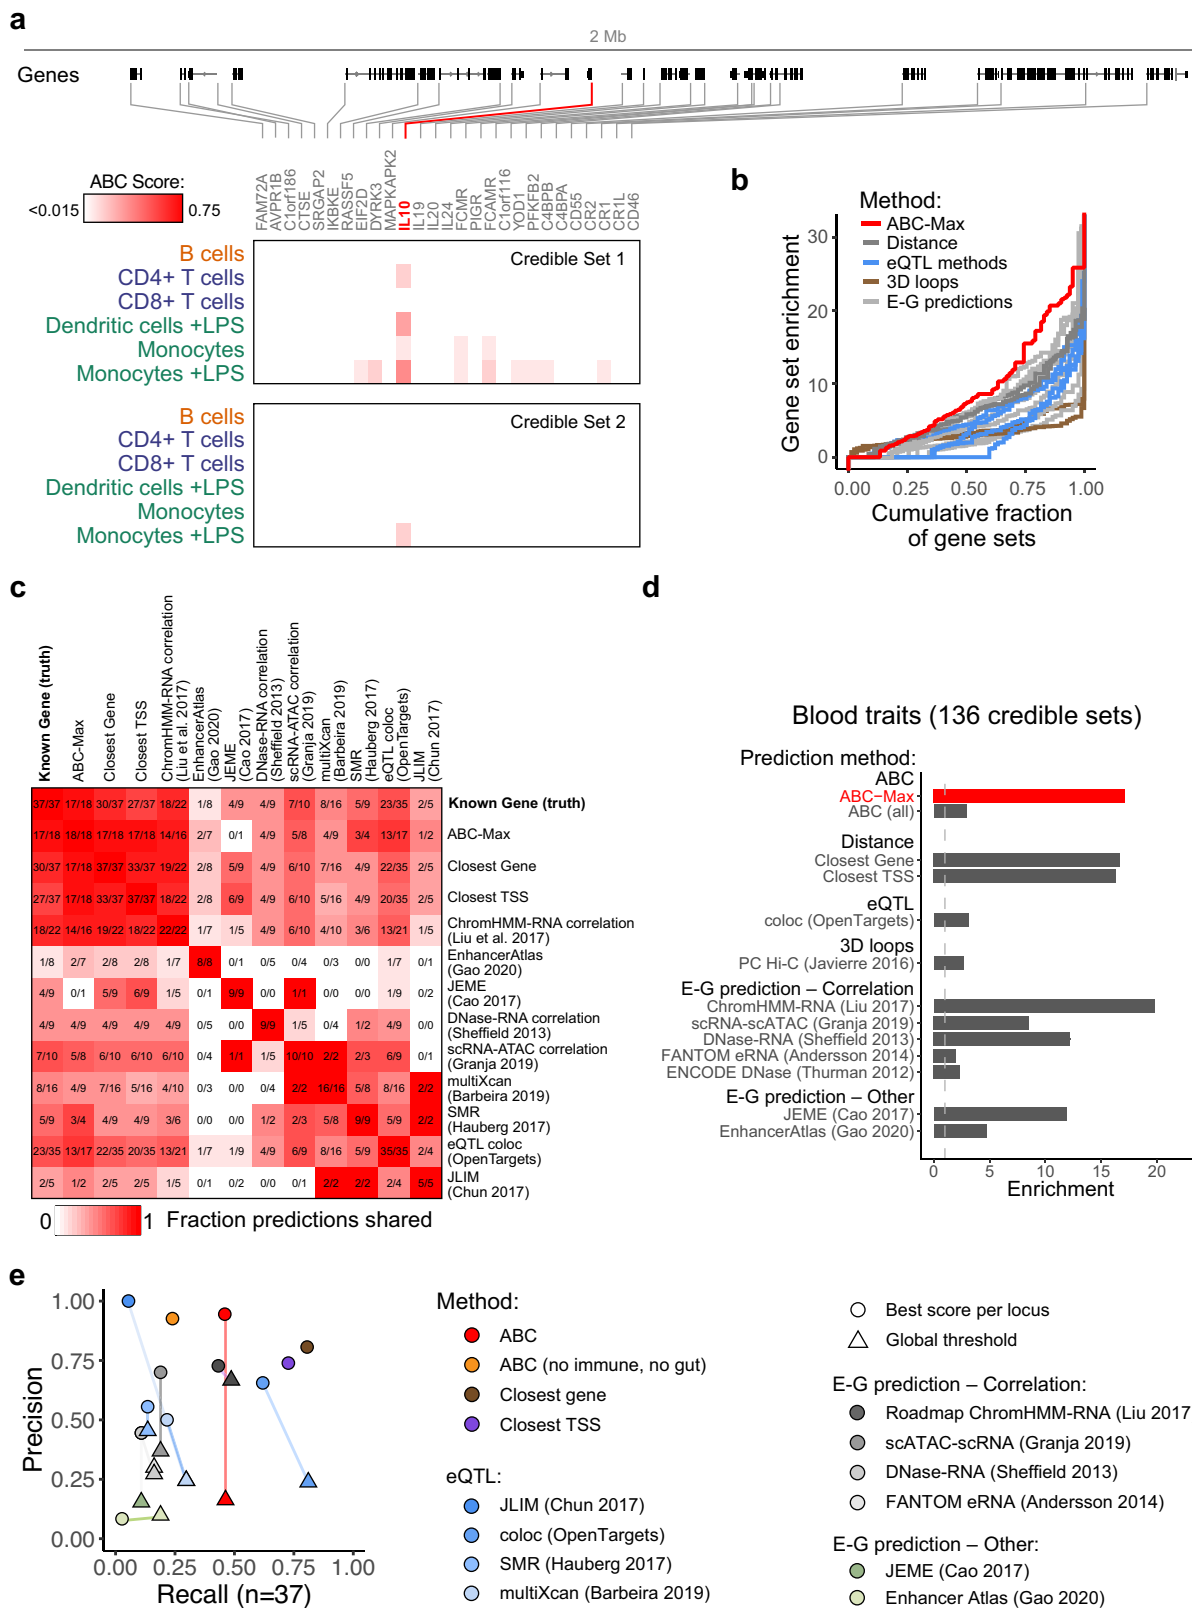 a
2 Mb
Genes
ABC Score:
<0.015 0.75
FAM72A
AVPR1B
C1orf186
CTSE
SRGAP2
IKBKE
RASSF5
EIF2D
DYRK3
MAPKAPK2
IL10
IL19
IL20
IL24
FCMR
PIGR
FCAMR
C1orf116
YOD1
PFKFB2
C4BPB
C4BPA
CD55
CR2
CR1
CR1L
CD46
Credible Set 1
B cells
CD4+ T cells
CD8+ T cells
Dendritic cells +LPS
Monocytes
Monocytes +LPS
Credible Set 2
B cells
CD4+ T cells
CD8+ T cells
Dendritic cells +LPS
Monocytes
Monocytes +LPS
b
Method:
ABC-Max
Distance
eQTL methods
3D loops
E-G predictions
Gene set enrichment
30
20
10
0
0.00 0.25 0.50 0.75 1.00
Cumulative fraction
of gene sets
c
Known Gene (truth)
ABC-Max
Closest Gene
Closest TSS
ChromHMM-RNA correlation
(Liu et al. 2017)
EnhancerAtlas
(Gao 2020)
JEME
(Cao 2017)
DNase-RNA correlation
(Sheffield 2013)
scRNA-ATAC correlation
(Granja 2019)
multiXcan
(Barbeira 2019)
SMR
(Hauberg 2017)
eQTL coloc
(OpenTargets)
JLIM
(Chun 2017)
37/37 17/18 30/37 27/37 18/22 1/8 4/9 4/9 7/10 8/16 5/9 23/35 2/5 Known Gene (truth)
17/18 18/18 17/18 17/18 14/16 2/7 0/1 4/9 5/8 4/9 3/4 13/17 1/2 ABC-Max
30/37 17/18 37/37 33/37 19/22 2/8 5/9 4/9 6/10 7/16 4/9 22/35 2/5 Closest Gene
27/37 17/18 33/37 37/37 18/22 2/8 6/9 4/9 6/10 5/16 4/9 20/35 2/5 Closest TSS
18/22 14/16 19/22 18/22 22/22 1/7 1/5 4/9 6/10 4/10 3/6 13/21 1/5 ChromHMM-RNA correlation
(Liu et al. 2017)
1/8 2/7 2/8 2/8 1/7 8/8 0/1 0/5 0/4 0/3 0/0 1/7 0/1 EnhancerAtlas
(Gao 2020)
4/9 0/1 5/9 6/9 1/5 0/1 9/9 0/0 1/1 0/0 0/0 1/9 0/2 JEME
(Cao 2017)
4/9 4/9 4/9 4/9 4/9 0/5 0/0 9/9 1/5 0/4 1/2 4/9 0/0 DNase-RNA correlation
(Sheffield 2013)
7/10 5/8 6/10 6/10 6/10 0/4 1/1 1/5 10/10 2/2 2/3 6/9 0/1 scRNA-ATAC correlation
(Granja 2019)
8/16 4/9 7/16 5/16 4/10 0/3 0/0 0/4 2/2 16/16 5/8 8/16 2/2 multiXcan
(Barbeira 2019)
5/9 3/4 4/9 4/9 3/6 0/0 0/0 1/2 2/3 5/8 9/9 5/9 2/2 SMR
(Hauberg 2017)
23/35 13/17 22/35 20/35 13/21 1/7 1/9 4/9 6/9 8/16 5/9 35/35 2/4 eQTL coloc
(OpenTargets)
2/5 1/2 2/5 2/5 1/5 0/1 0/2 0/0 0/1 2/2 2/2 2/4 5/5 JLIM
(Chun 2017)
0 1 Fraction predictions shared
d
Blood traits (136 credible sets)
Prediction method:
ABC
ABC−Max
ABC (all)
Distance
Closest Gene
Closest TSS
eQTL
coloc (OpenTargets)
3D loops
PC Hi-C (Javierre 2016)
E-G prediction – Correlation
ChromHMM-RNA (Liu 2017)
scRNA-scATAC (Granja 2019)
DNase-RNA (Sheffield 2013)
FANTOM eRNA (Andersson 2014)
ENCODE DNase (Thurman 2012)
E-G prediction – Other
JEME (Cao 2017)
EnhancerAtlas (Gao 2020)
0 5 10 15 20
Enrichment
e
Precision
1.00
0.75
0.50
0.25
0.00
0.00 0.25 0.50 0.75 1.00
Recall (n=37)
Method:
ABC
ABC (no immune, no gut)
Closest gene
Closest TSS
eQTL:
JLIM (Chun 2017)
coloc (OpenTargets)
SMR (Hauberg 2017)
multiXcan (Barbeira 2019)
Best score per locus
Global threshold
E-G prediction – Correlation:
Roadmap ChromHMM-RNA (Liu 2017
scATAC-scRNA (Granja 2019)
DNase-RNA (Sheffield 2013)
FANTOM eRNA (Andersson 2014)
E-G prediction – Other:
JEME (Cao 2017)
Enhancer Atlas (Gao 2020)